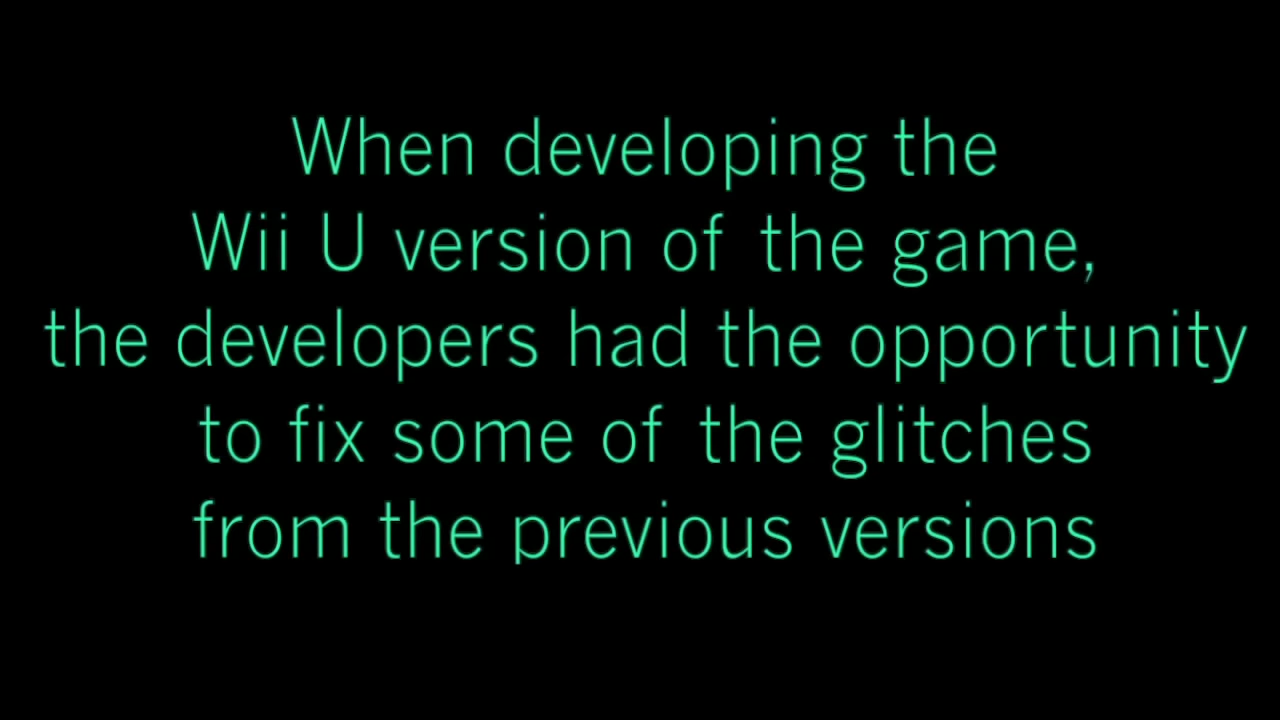 When developing the
Wii U version of the game,
the developers had the opportunity
to fix some of the glitches
from the previous versions